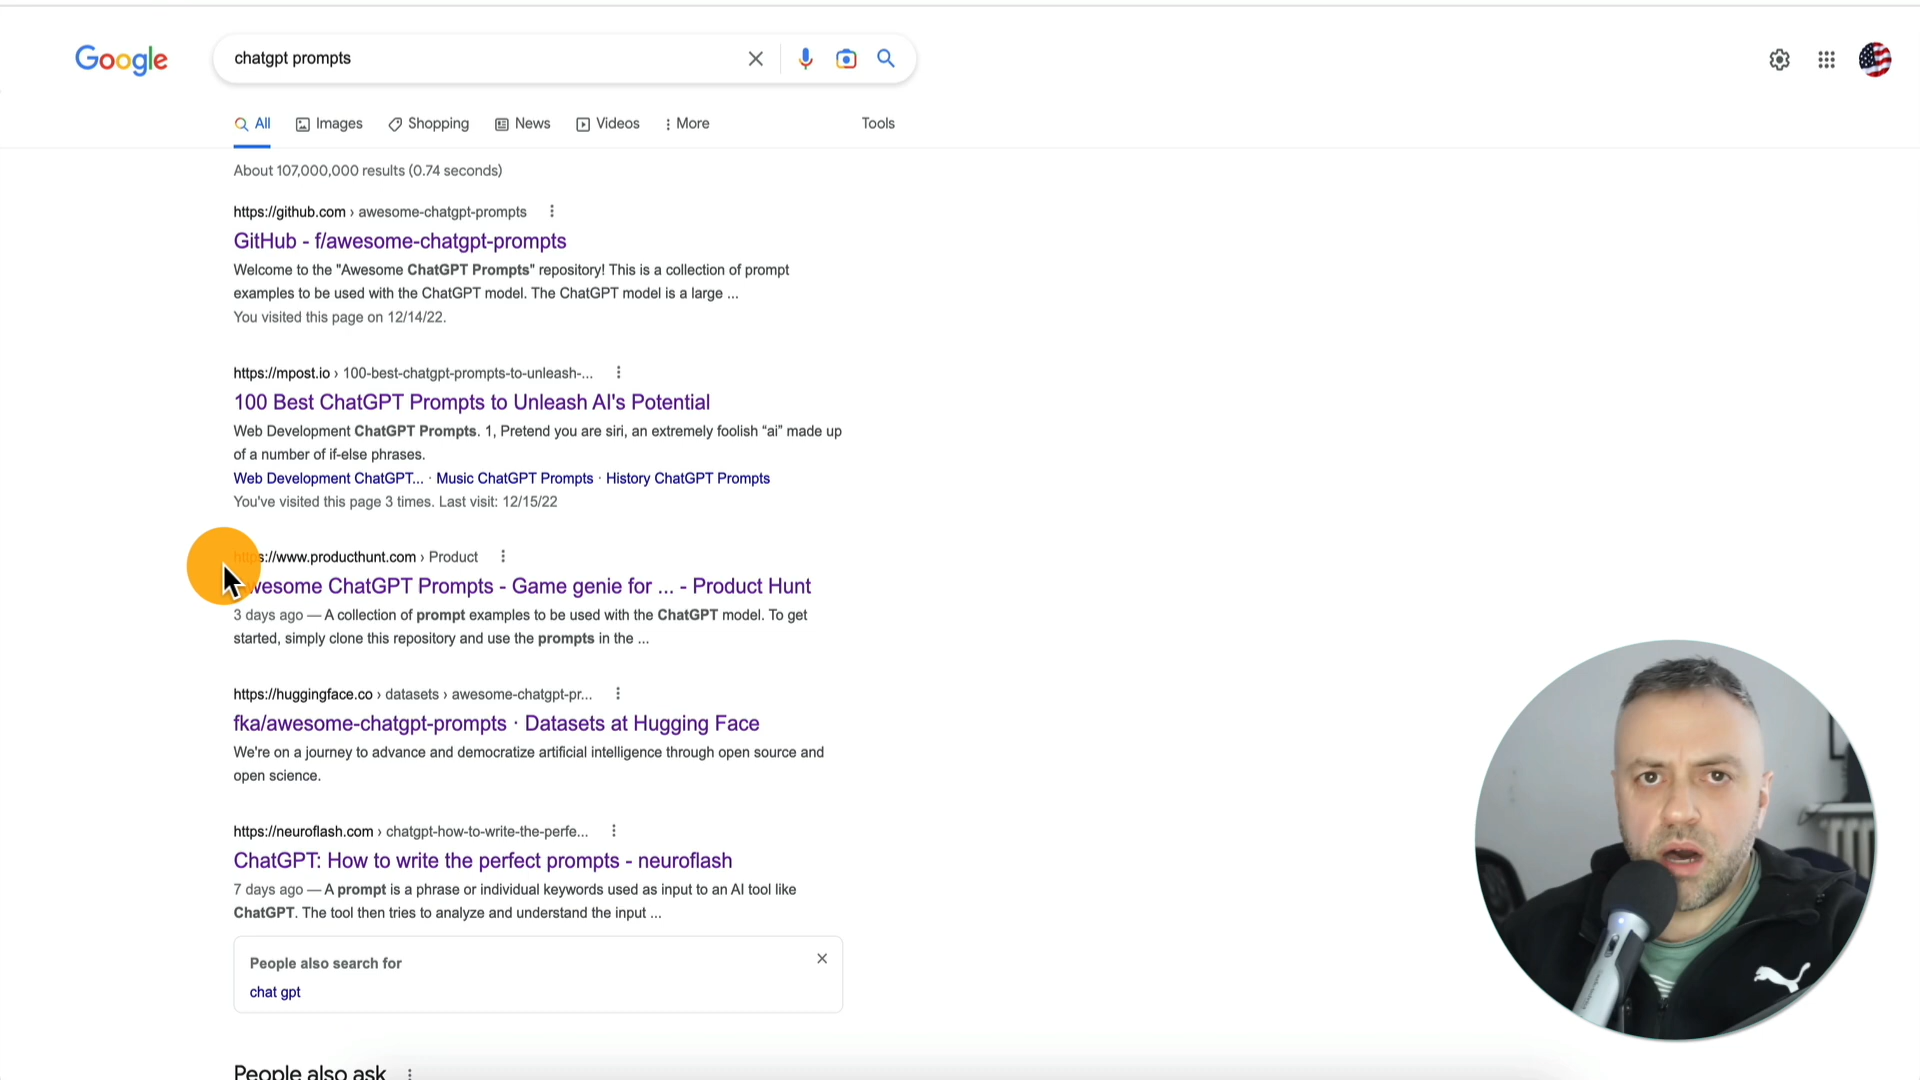 Google
chatgpt prompts
All Images Shopping News Videos More Tools
About 107,000,000 results (0.74 seconds)
https://github.com › awesome-chatgpt-prompts
GitHub - f/awesome-chatgpt-prompts
Welcome to the "Awesome ChatGPT Prompts" repository! This is a collection of prompt
examples to be used with the ChatGPT model. The ChatGPT model is a large ...
You visited this page on 12/14/22.
https://mpost.io › 100-best-chatgpt-prompts-to-unleash-...
100 Best ChatGPT Prompts to Unleash AI's Potential
Web Development ChatGPT Prompts. 1, Pretend you are siri, an extremely foolish “ai” made up
of a number of if-else phrases.
Web Development ChatGPT... · Music ChatGPT Prompts · History ChatGPT Prompts
You've visited this page 3 times. Last visit: 12/15/22
https://www.producthunt.com › Product
Awesome ChatGPT Prompts - Game genie for ... - Product Hunt
3 days ago — A collection of prompt examples to be used with the ChatGPT model. To get
started, simply clone this repository and use the prompts in the ...
https://huggingface.co › datasets › awesome-chatgpt-pr...
fka/awesome-chatgpt-prompts · Datasets at Hugging Face
We're on a journey to advance and democratize artificial intelligence through open source and
open science.
https://neuroflash.com › chatgpt-how-to-write-the-perfe...
ChatGPT: How to write the perfect prompts - neuroflash
7 days ago — A prompt is a phrase or individual keywords used as input to an AI tool like
ChatGPT. The tool then tries to analyze and understand the input ...
People also search for
chat gpt
People also ask